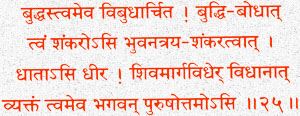 बुद्धस्त्वमेव विबुधार्चित ! बुद्धि-बोधात्
त्वं शंकरोऽसि भुवनत्रय-शंकरत्वात् ।
धाताऽसि धीर ! शिवमार्गविधेर् विधानात्
व्यक्तं त्वमेव भगवन् पुरुषोत्तमोऽसि ॥२५॥